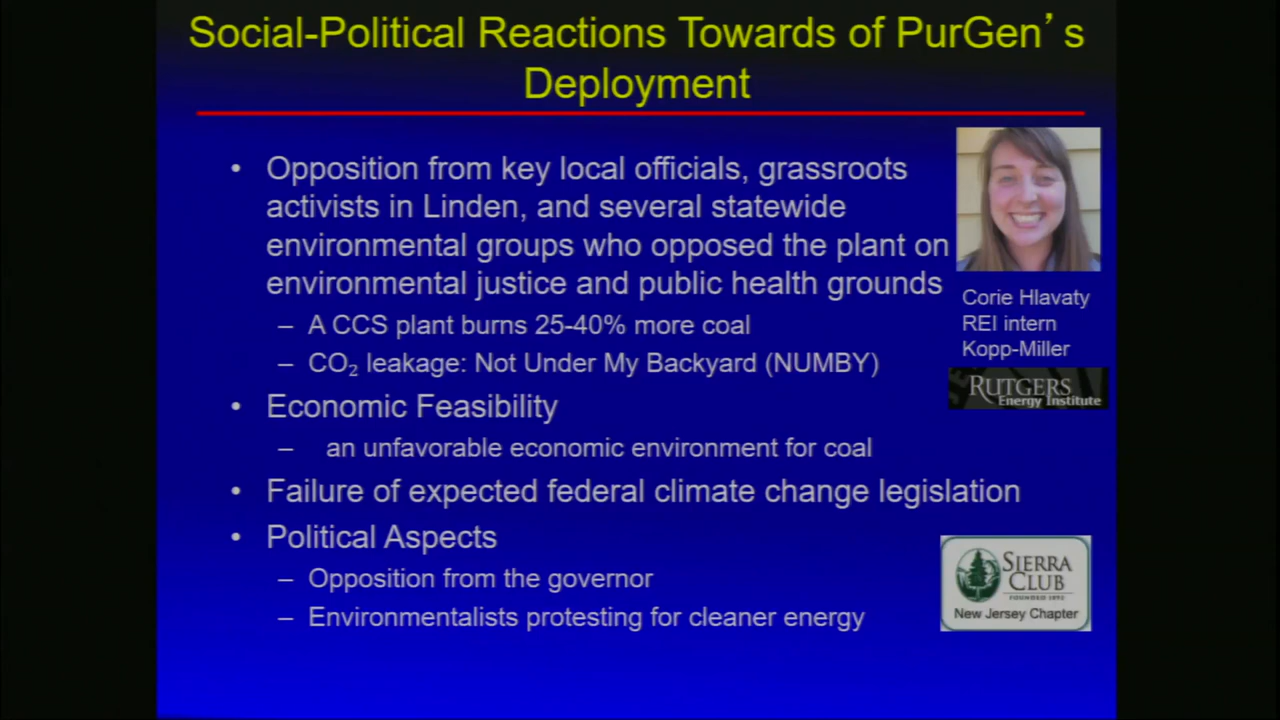 Social-Political Reactions Towards of PurGen's
Deployment
• Opposition from key local officials, grassroots
activists in Linden, and several statewide
environmental groups who opposed the plant on
environmental justice and public health grounds
– A CCS plant burns 25-40% more coal
– CO₂ leakage: Not Under My Backyard (NUMBY)
• Economic Feasibility
– an unfavorable economic environment for coal
• Failure of expected federal climate change legislation
• Political Aspects
– Opposition from the governor
– Environmentalists protesting for cleaner energy
Corie Hlavaty
REI intern
Kopp-Miller
RUTGERS
Energy Institute
SIERRA
CLUB
FOUNDED 1892
New Jersey Chapter